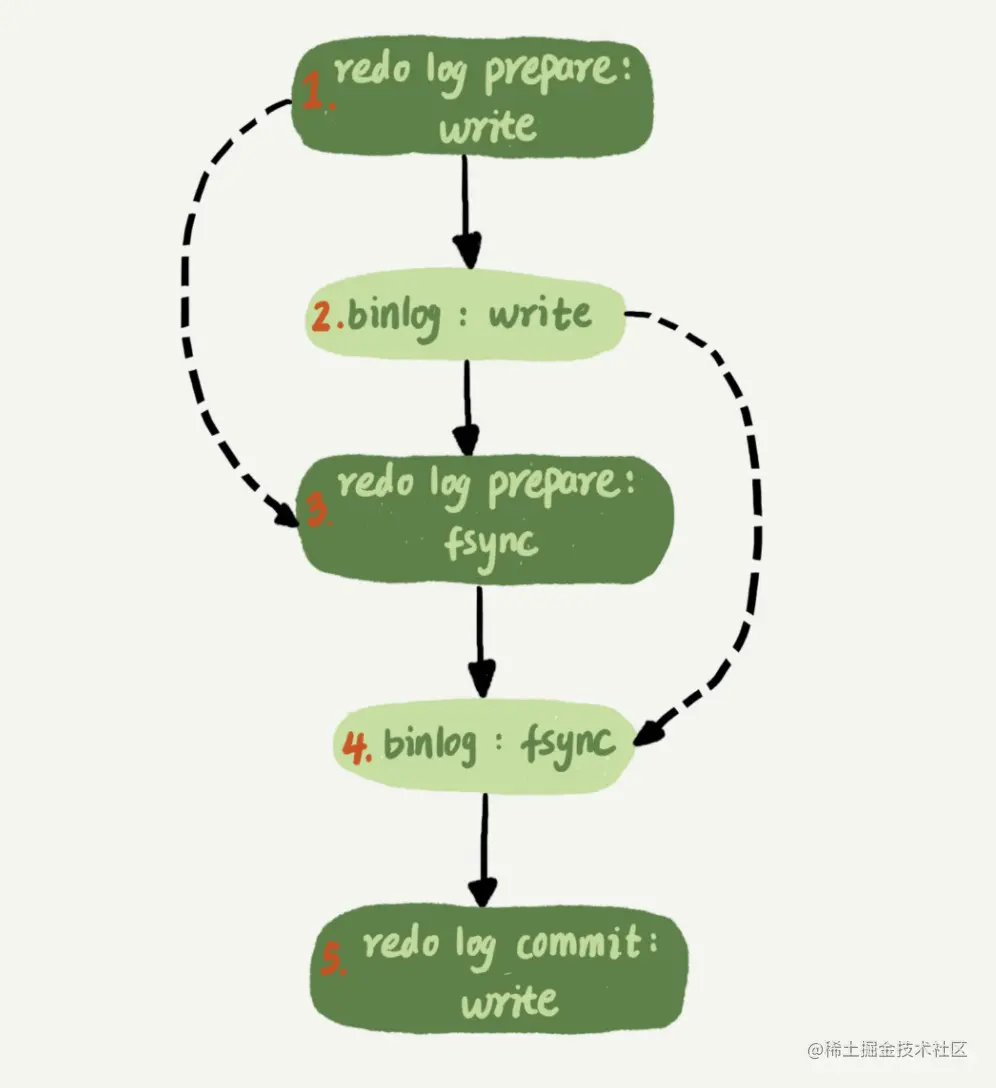 1. redo log prepare:
write
2. binlog : write
3. redo log prepare:
fsync
4. binlog : fsync
5. redo log commit:
write
@稀土掘金技术社区